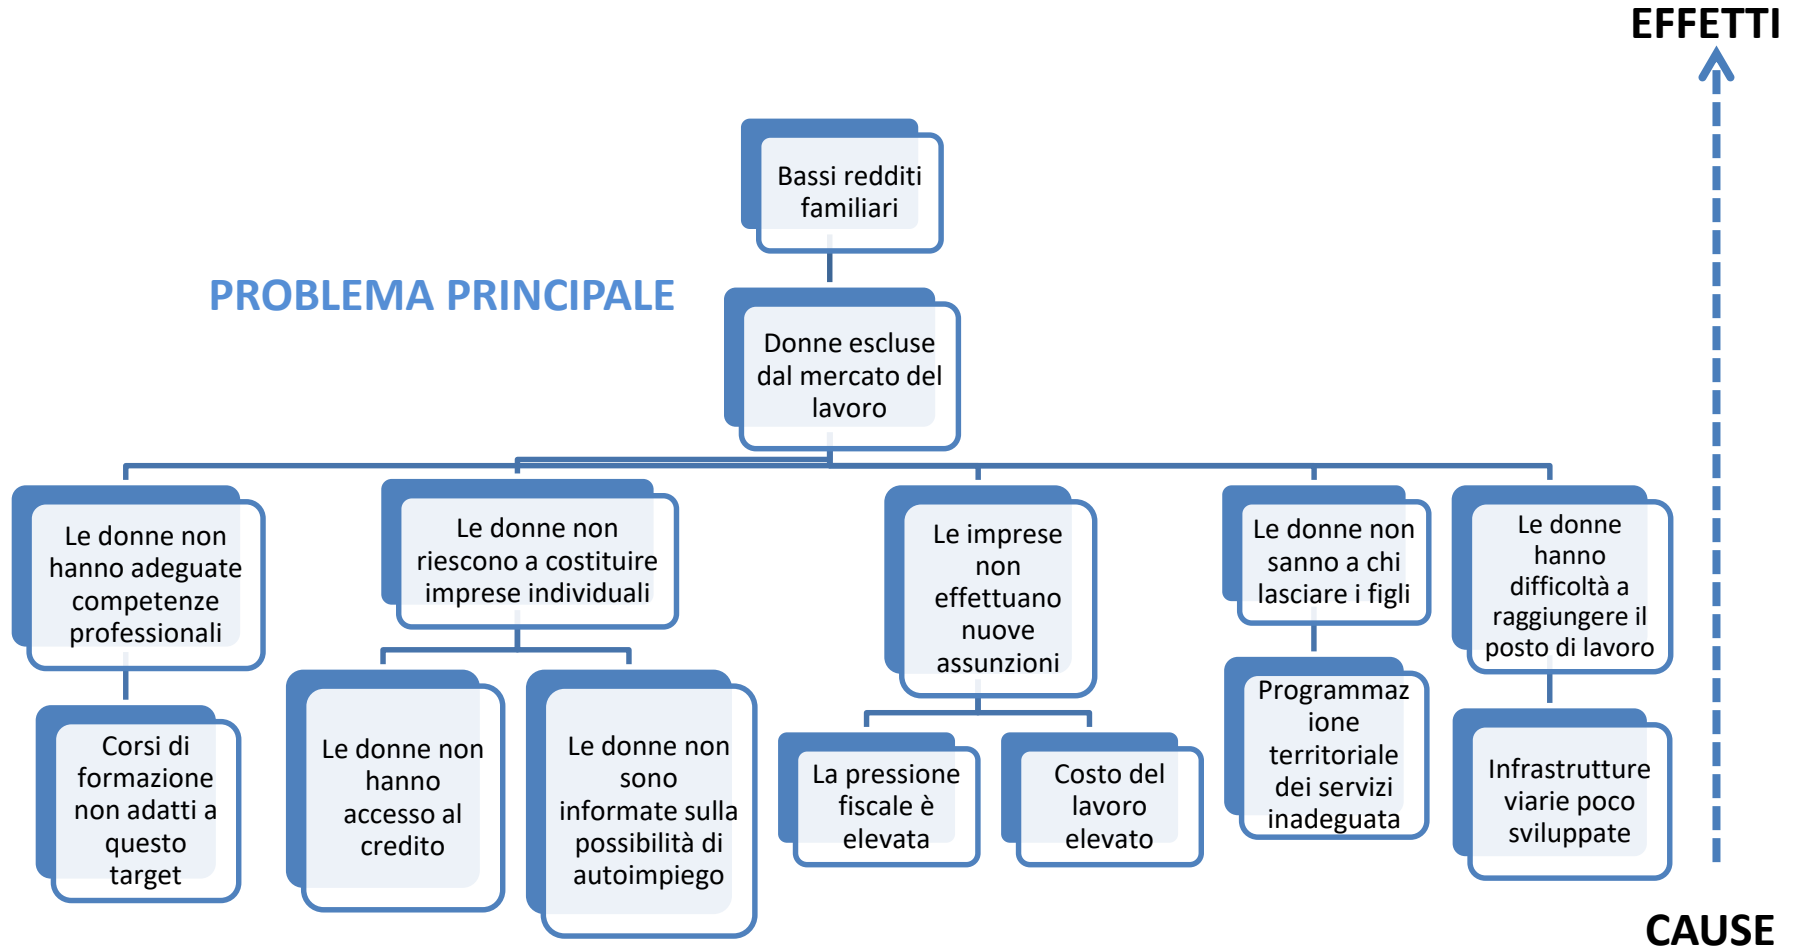 EFFETTI
Bassi redditi
familiari
PROBLEMA PRINCIPALE
Donne escluse
dal mercato del
lavoro
Le donne non
hanno adeguate
competenze
professionali
Le donne non
riescono a costituire
imprese individuali
Le imprese
non
effettuano
nuove
assunzioni
Le donne non
sanno a chi
lasciare i figli
Le donne
hanno
difficoltà a
raggiungere il
posto di lavoro
Corsi di
formazione
non adatti a
questo
target
Le donne non
hanno
accesso al
credito
Le donne non
sono
informate sulla
possibilità di
autoimpiego
La pressione
fiscale è
elevata
Costo del
lavoro
elevato
Programmaz
ione
territoriale
dei servizi
inadeguata
Infrastrutture
viarie poco
sviluppate
CAUSE